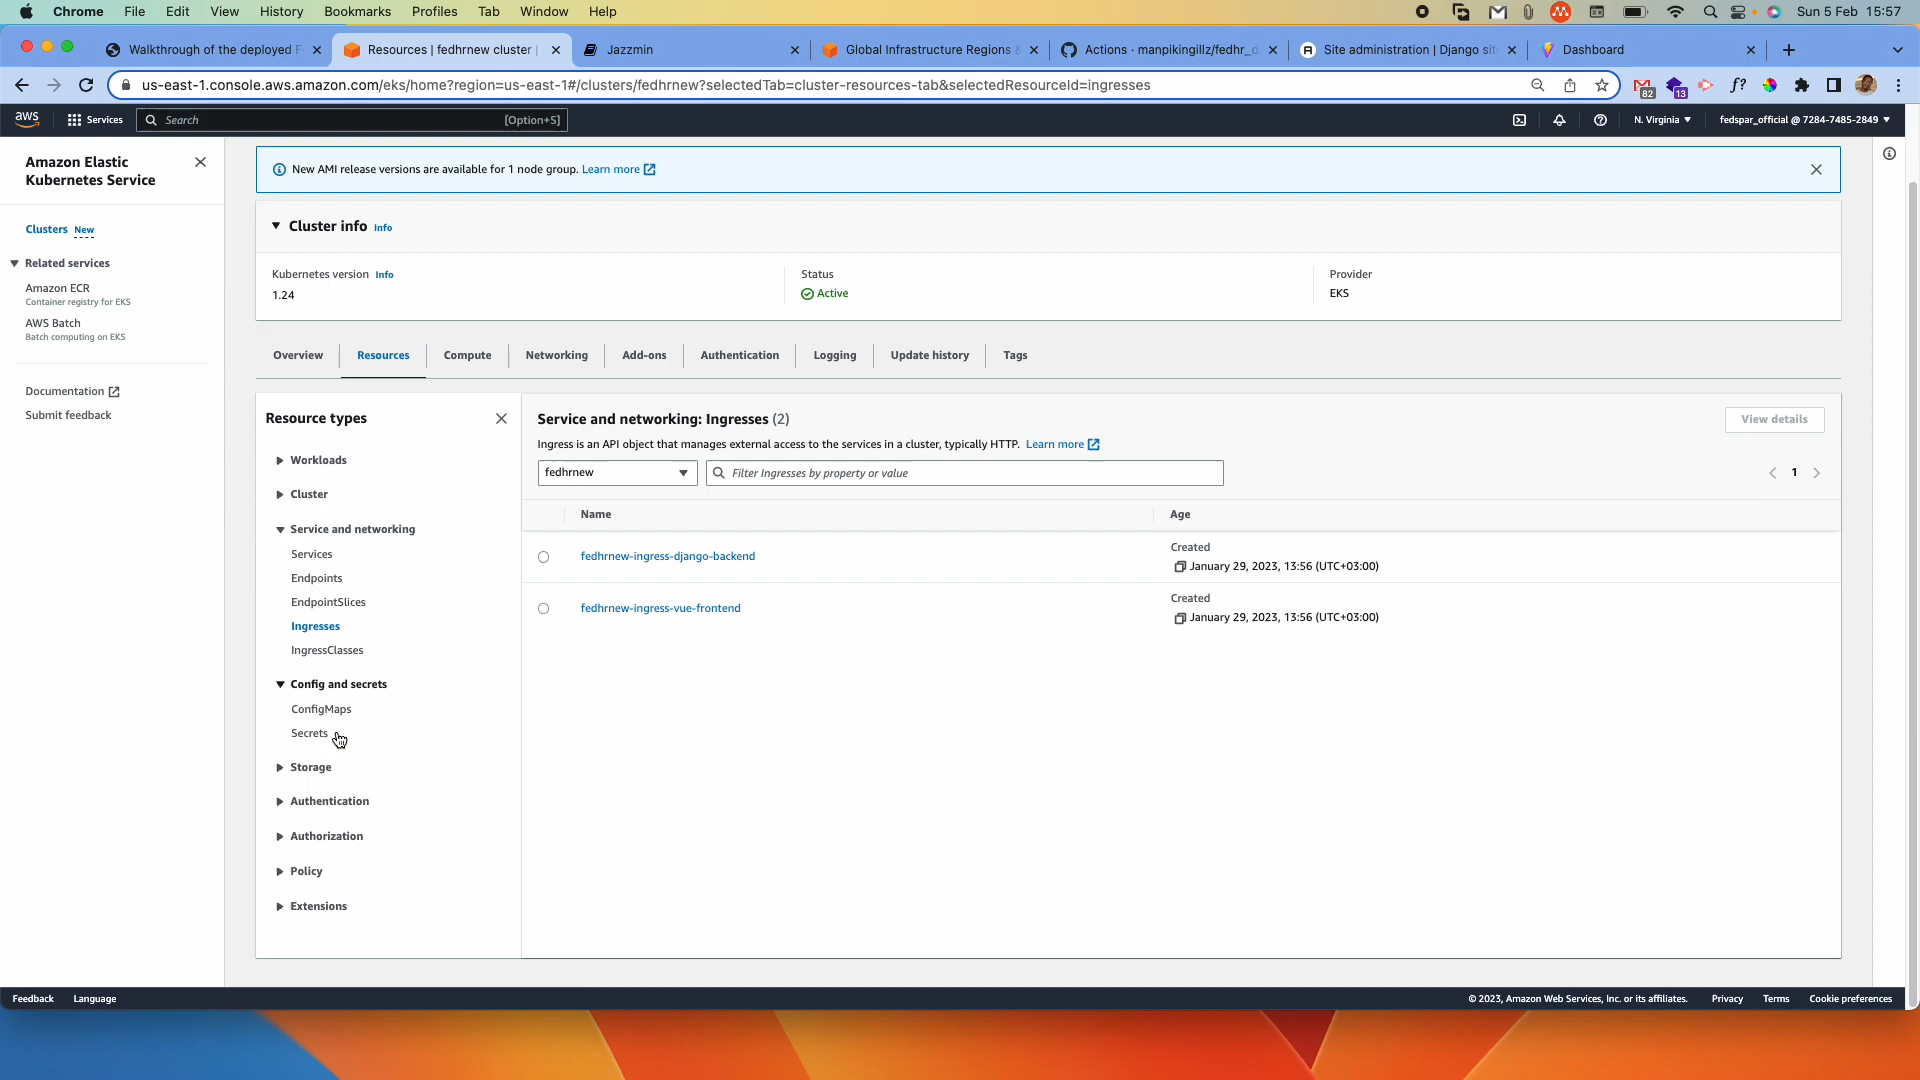 Chrome File Edit View History Bookmarks Profiles Tab Window Help
Sun 5 Feb 15:57
Walkthrough of the deployed F
Resources | fedhrnew cluster |
Jazzmin
Global Infrastructure Regions &
Actions · manpikingillz/fedhr_d
Site administration | Django sit
Dashboard
us-east-1.console.aws.amazon.com/eks/home?region=us-east-1#/clusters/fedhrnew?selectedTab=cluster-resources-tab&selectedResourceId=ingresses
82
13
f?
aws
Services
Search
[Option+S]
N. Virginia
fedspar_official @ 7284-7485-2849
Amazon Elastic
Kubernetes Service
Clusters New
Related services
Amazon ECR
Container registry for EKS
AWS Batch
Batch computing on EKS
Documentation
Submit feedback
New AMI release versions are available for 1 node group. Learn more
Cluster info Info
Kubernetes version Info
1.24
Status
Active
Provider
EKS
Overview
Resources
Compute
Networking
Add-ons
Authentication
Logging
Update history
Tags
Resource types
Workloads
Cluster
Service and networking
Services
Endpoints
EndpointSlices
Ingresses
IngressClasses
Config and secrets
ConfigMaps
Secrets
Storage
Authentication
Authorization
Policy
Extensions
Service and networking: Ingresses (2)
View details
Ingress is an API object that manages external access to the services in a cluster, typically HTTP. Learn more
fedhrnew
Filter Ingresses by property or value
1
Name
Age
fedhrnew-ingress-django-backend
Created
January 29, 2023, 13:56 (UTC+03:00)
fedhrnew-ingress-vue-frontend
Created
January 29, 2023, 13:56 (UTC+03:00)
Feedback
Language
© 2023, Amazon Web Services, Inc. or its affiliates.
Privacy
Terms
Cookie preferences